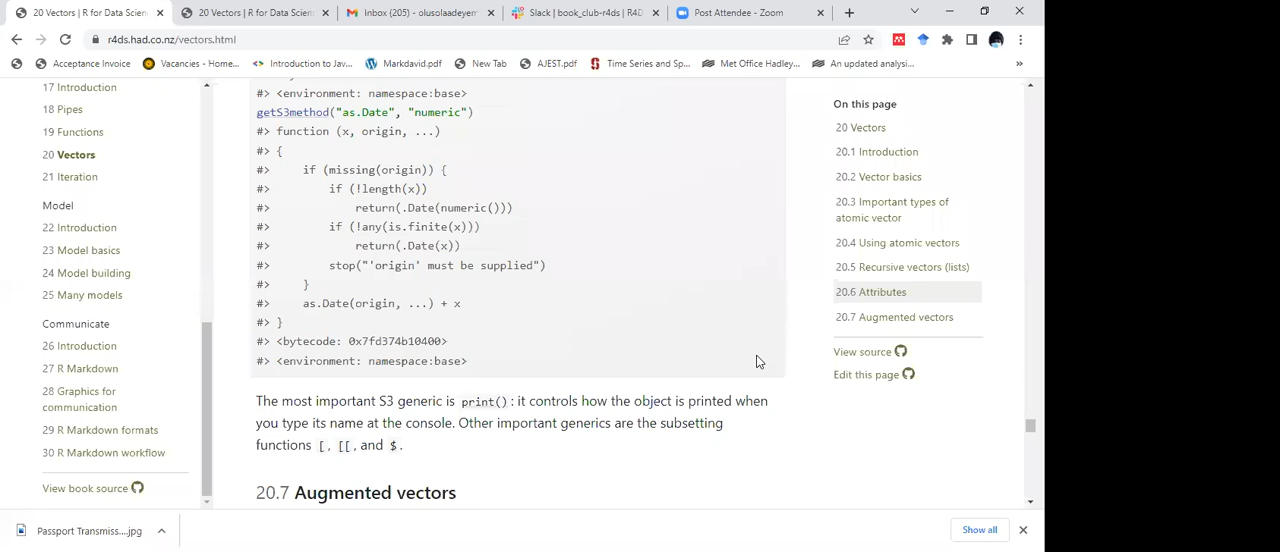 20 Vectors | R for Data Scien
20 Vectors | R for Data Scien
Inbox (205) - olusolaadeyem
Slack | book_club-r4ds | R4D
Post Attendee - Zoom
r4ds.had.co.nz/vectors.html
Acceptance Invoice
Vacancies - Home...
Introduction to Jav...
Markdavid.pdf
New Tab
AJEST.pdf
Time Series and Sp...
Met Office Hadley...
An updated analysi...
»
17 Introduction
18 Pipes
19 Functions
20 Vectors
21 Iteration
Model
22 Introduction
23 Model basics
24 Model building
25 Many models
Communicate
26 Introduction
27 R Markdown
28 Graphics for
communication
29 R Markdown formats
30 R Markdown workflow
View book source
#> <environment: namespace:base>
getS3method("as.Date", "numeric")
#> function (x, origin, ...)
#> {
#>     if (missing(origin)) {
#>         if (!length(x))
#>             return(.Date(numeric()))
#>         if (!any(is.finite(x)))
#>             return(.Date(x))
#>         stop("'origin' must be supplied")
#>     }
#>     as.Date(origin, ...) + x
#> }
#> <bytecode: 0x7fd374b10400>
#> <environment: namespace:base>
The most important S3 generic is print(): it controls how the object is printed when
you type its name at the console. Other important generics are the subsetting
functions [, [[, and $.
20.7 Augmented vectors
On this page
20 Vectors
20.1 Introduction
20.2 Vector basics
20.3 Important types of
atomic vector
20.4 Using atomic vectors
20.5 Recursive vectors (lists)
20.6 Attributes
20.7 Augmented vectors
View source
Edit this page
Passport Transmiss....jpg
Show all